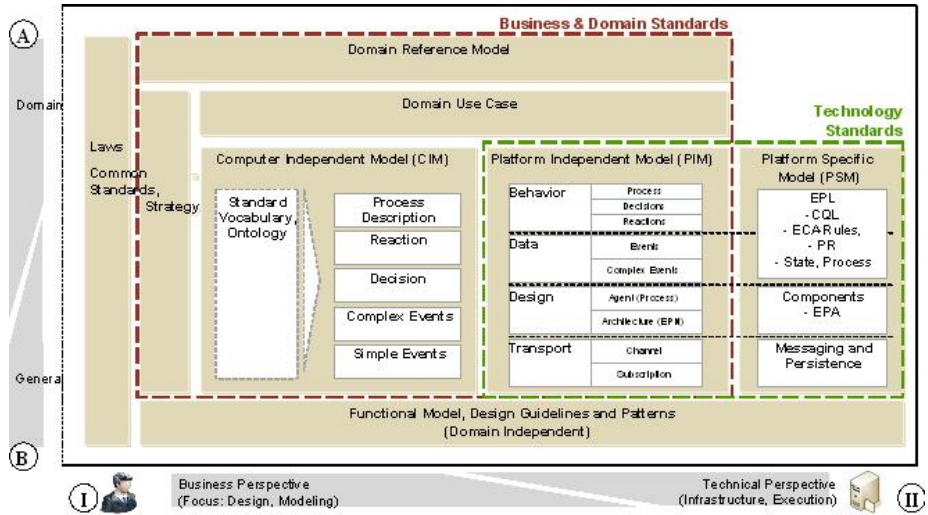 Business & Domain Standards
A
Domain Reference Model
Domain
Domain Use Case
Technology
Standards
Laws
Common
Standards,
Strategy
Computer Independent Model (CIM)
Platform Independent Model (PIM)
Platform Specific
Model (PSM)
Standard
Vocabulary,
Ontology
Process
Description
Reaction
Decision
Complex Events
Simple Events
Behavior
Process
Decisions
Reactions
Data
Events
Complex Events
Design
Agent (Process)
Architecture (EPN)
Transport
Channel
Subscription
EPL
- CQL
- ECA Rules,
- PR
- State, Process
Components
- EPA
Messaging and
Persistence
General
Functional Model, Design Guidelines and Patterns
(Domain Independent)
B
I
Business Perspective
(Focus: Design, Modeling)
Technical Perspective
(Infrastructure, Execution)
II